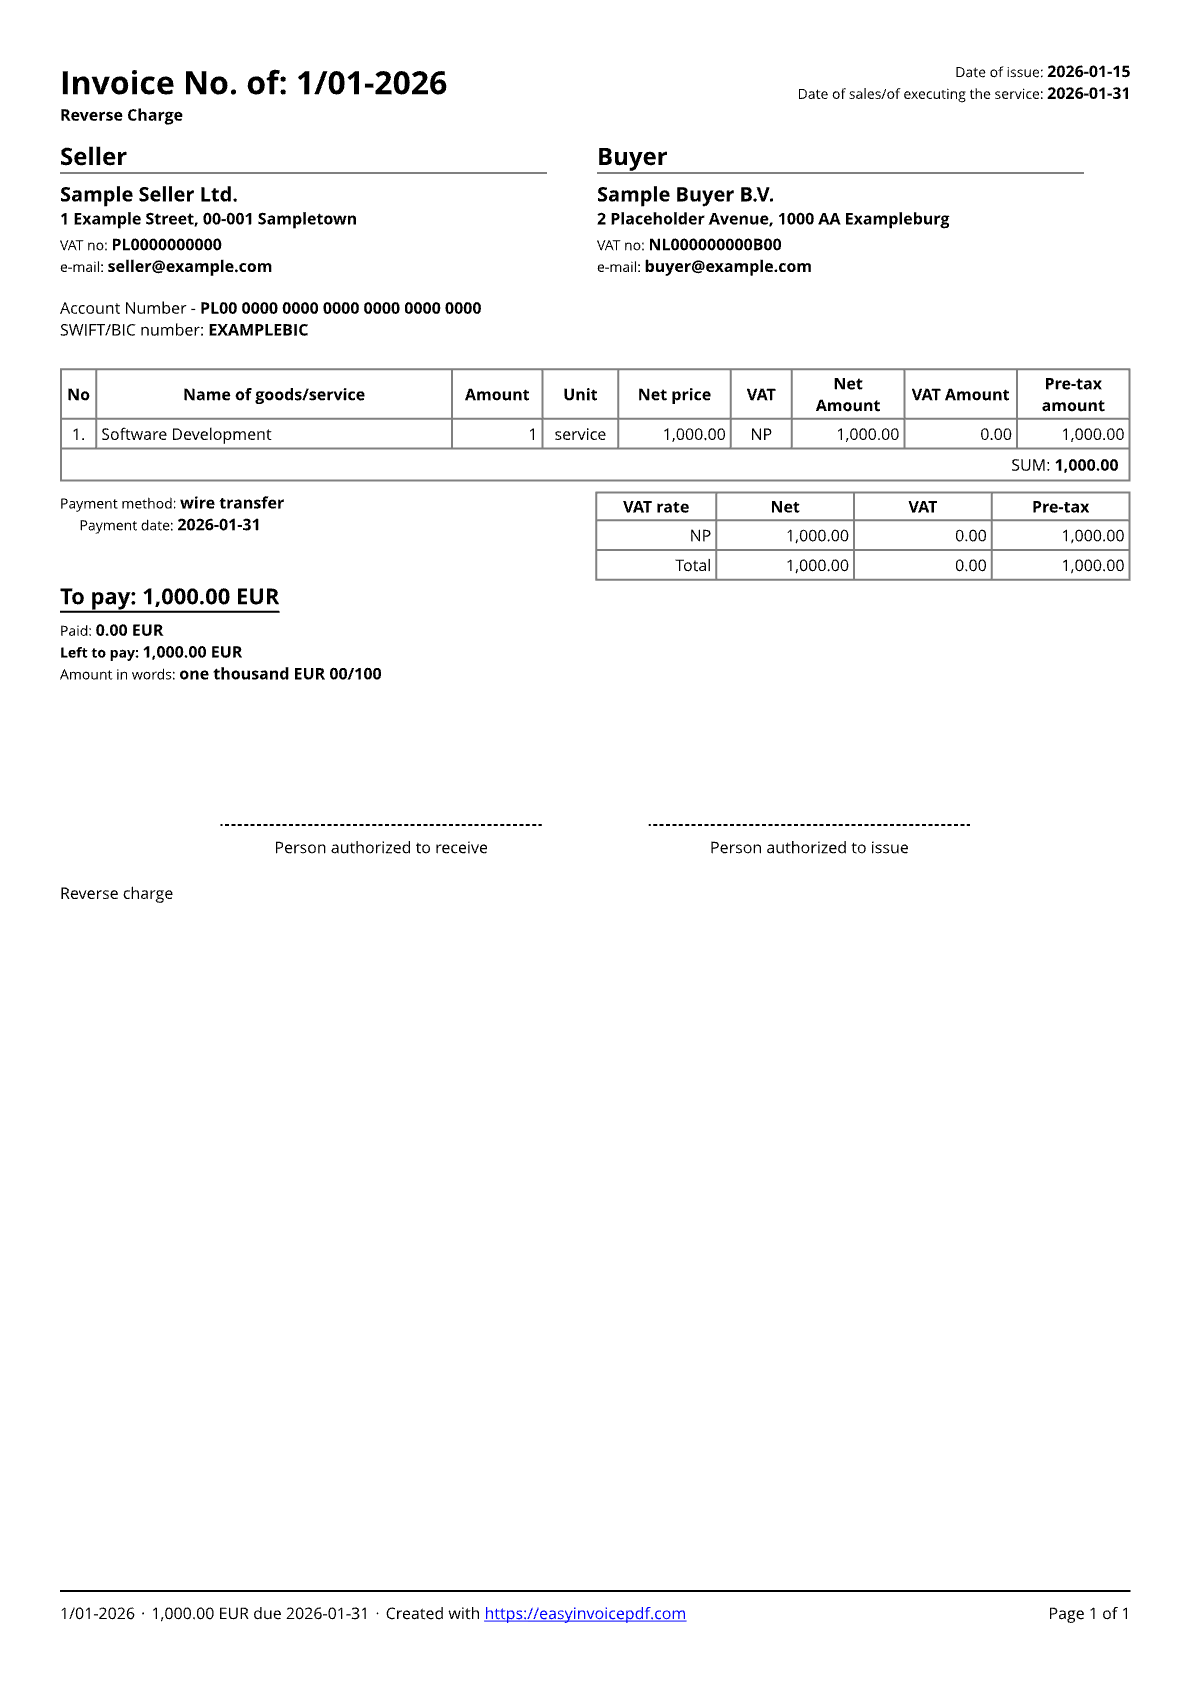 Invoice No. of: 1/01-2026
Reverse Charge
Date of issue: 2026-01-15
Date of sales/of executing the service: 2026-01-31
Seller
Sample Seller Ltd.
1 Example Street, 00-001 Sampletown
VAT no: PL0000000000
e-mail: seller@example.com
Account Number - PL00 0000 0000 0000 0000 0000 0000
SWIFT/BIC number: EXAMPLEBIC
Buyer
Sample Buyer B.V.
2 Placeholder Avenue, 1000 AA Exampleburg
VAT no: NL000000000B00
e-mail: buyer@example.com
No Name of goods/service Amount Unit Net price VAT Net Amount VAT Amount Pre-tax amount
1. Software Development 1 service 1,000.00 NP 1,000.00 0.00 1,000.00
SUM: 1,000.00
Payment method: wire transfer
Payment date: 2026-01-31
VAT rate Net VAT Pre-tax
NP 1,000.00 0.00 1,000.00
Total 1,000.00 0.00 1,000.00
To pay: 1,000.00 EUR
Paid: 0.00 EUR
Left to pay: 1,000.00 EUR
Amount in words: one thousand EUR 00/100
Person authorized to receive
Person authorized to issue
Reverse charge
1/01-2026 · 1,000.00 EUR due 2026-01-31 · Created with https://easyinvoicepdf.com
Page 1 of 1